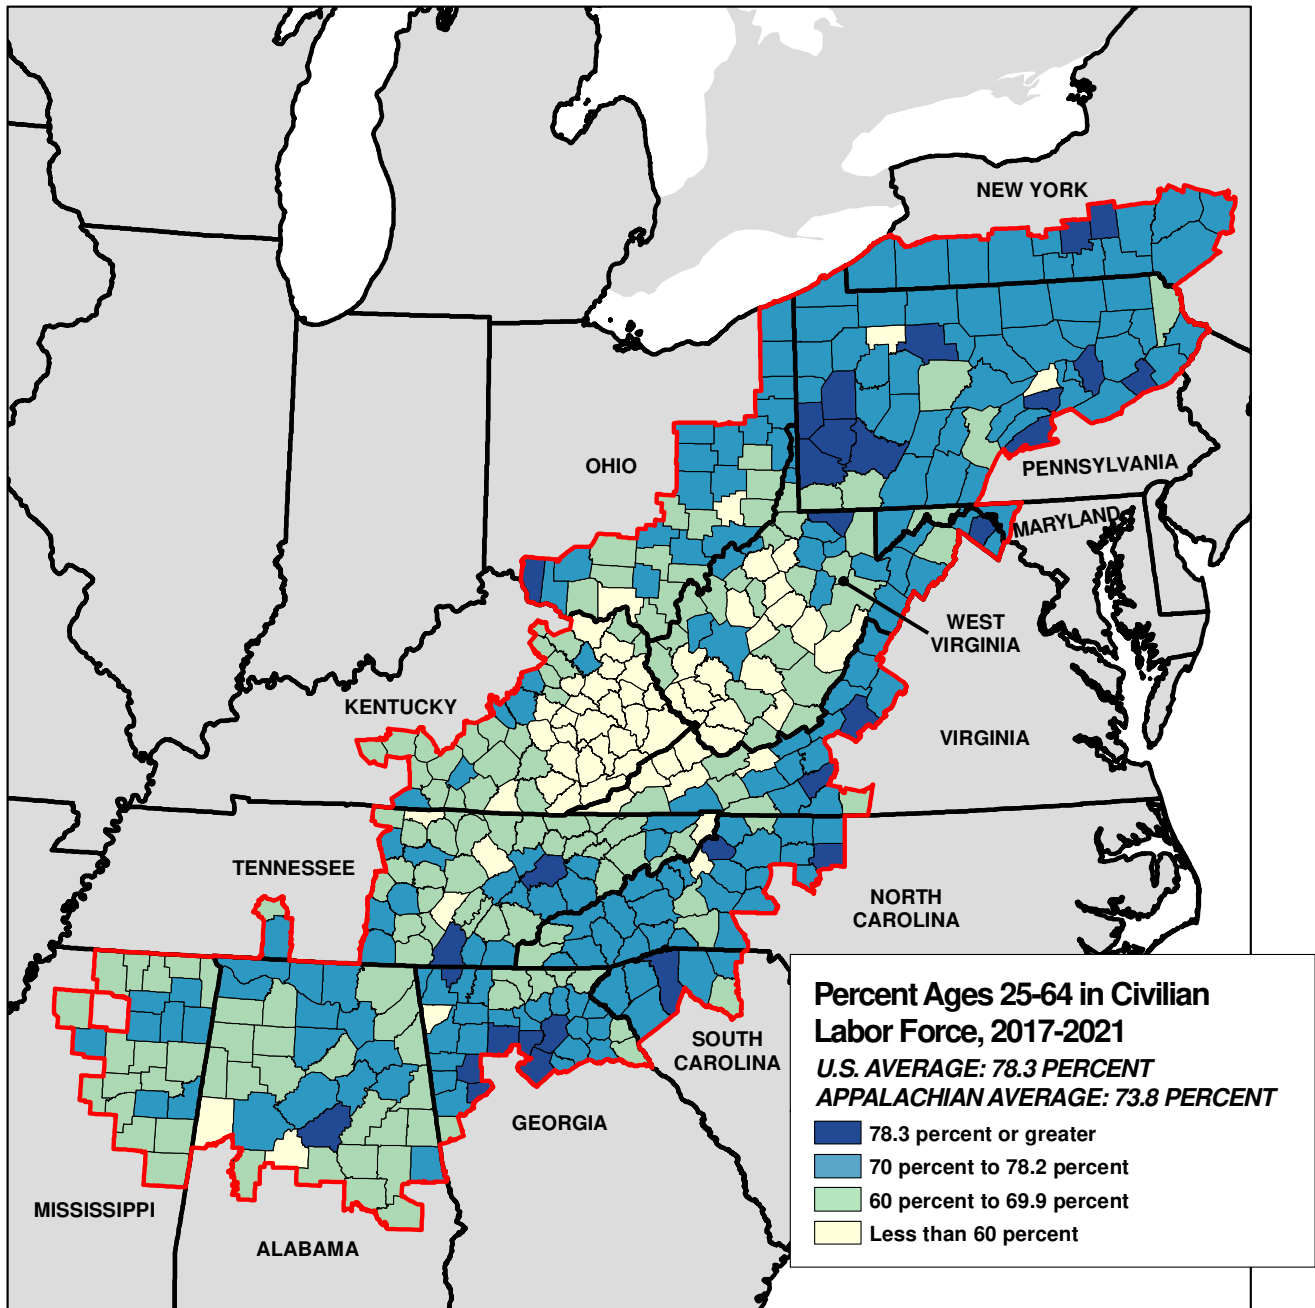 NEW YORK
OHIO
PENNSYLVANIA
MARYLAND
WEST
VIRGINIA
KENTUCKY
VIRGINIA
TENNESSEE
NORTH
CAROLINA
SOUTH
CAROLINA
GEORGIA
MISSISSIPPI
ALABAMA
Percent Ages 25-64 in Civilian
Labor Force, 2017-2021
U.S. AVERAGE: 78.3 PERCENT
APPALACHIAN AVERAGE: 73.8 PERCENT
78.3 percent or greater
70 percent to 78.2 percent
60 percent to 69.9 percent
Less than 60 percent